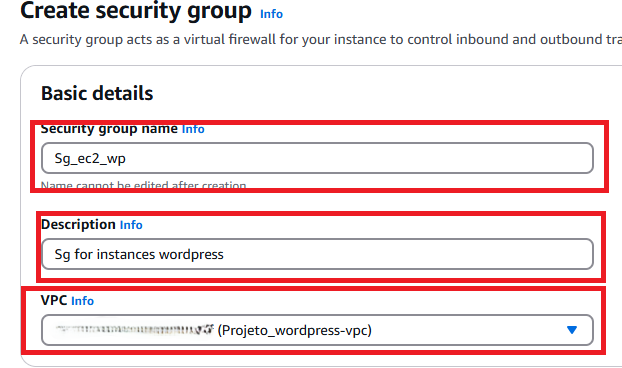 Create security group Info
A security group acts as a virtual firewall for your instance to control inbound and outbound tra
Basic details
Security group name Info
Sg_ec2_wp
Name cannot be edited after creation
Description Info
Sg for instances wordpress
VPC Info
(Projeto_wordpress-vpc)